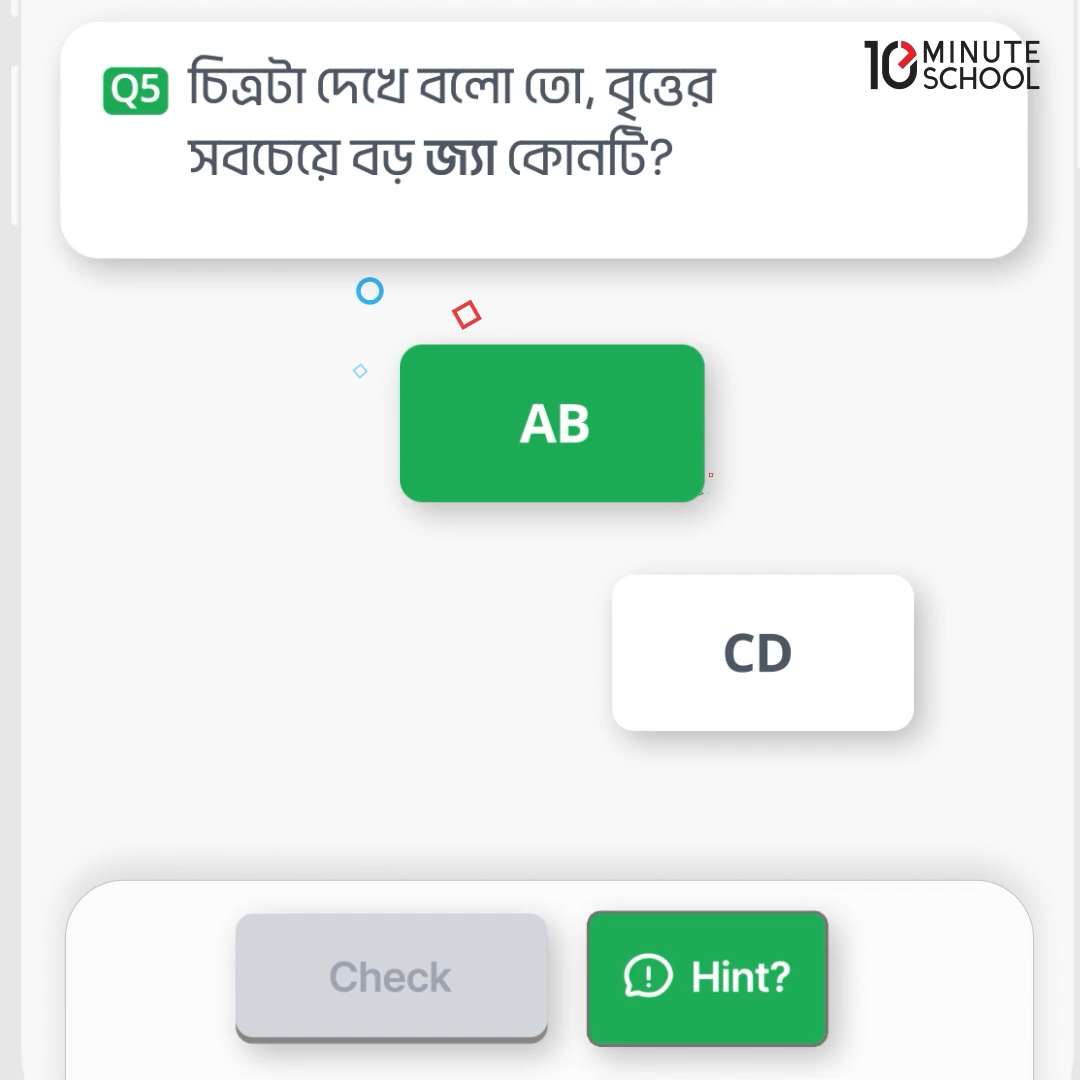 10 MINUTE
SCHOOL
Q5 চিত্রটা দেখে বলো তো, বৃত্তের
সবচেয়ে বড় জ্যা কোনটি?
AB
CD
Check
Hint?